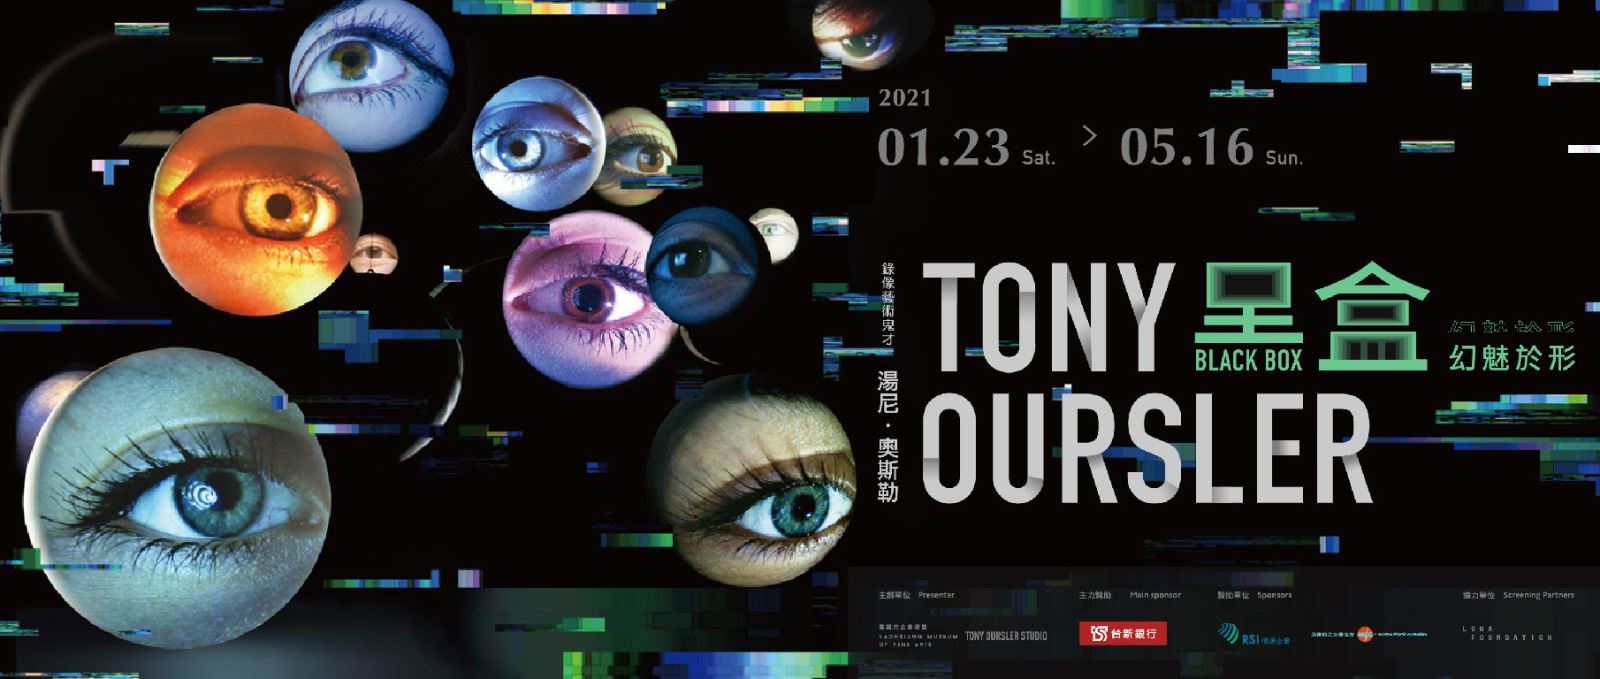 2021
01.23 Sat. > 05.16 Sun.
錄像藝術鬼才
湯尼·奧斯勒
TONY
OURSLER
黑盒
BLACK BOX
幻魅於形
主辦單位 Presenter
高雄市立美術館
KAOHSIUNG MUSEUM
OF FINE ARTS
TONY OURSLER STUDIO
主力贊助 Main sponsor
台新銀行
贊助單位 Sponsors
RSI
協力單位 Screening Partners
LUMA
FOUNDATION